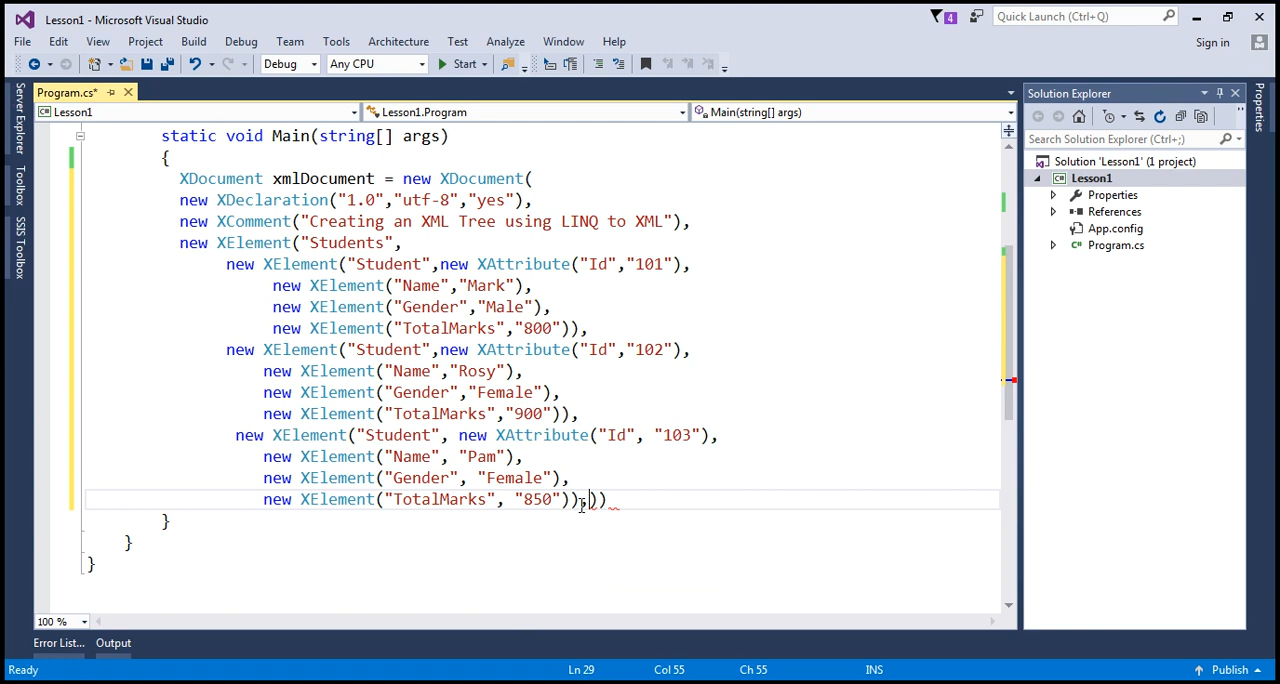 Lesson1 - Microsoft Visual Studio
4
Quick Launch (Ctrl+Q)
File Edit View Project Build Debug Team Tools Architecture Test Analyze Window Help
Sign in
Debug Any CPU Start
Program.cs*
Lesson1 Lesson1.Program Main(string[] args)
static void Main(string[] args)
{
XDocument xmlDocument = new XDocument(
new XDeclaration("1.0","utf-8","yes"),
new XComment("Creating an XML Tree using LINQ to XML"),
new XElement("Students",
new XElement("Student",new XAttribute("Id","101"),
new XElement("Name","Mark"),
new XElement("Gender","Male"),
new XElement("TotalMarks","800")),
new XElement("Student",new XAttribute("Id","102"),
new XElement("Name","Rosy"),
new XElement("Gender","Female"),
new XElement("TotalMarks","900")),
new XElement("Student", new XAttribute("Id", "103"),
new XElement("Name", "Pam"),
new XElement("Gender", "Female"),
new XElement("TotalMarks", "850")),))
}
}
}
100 %
Server Explorer
Toolbox
SSIS Toolbox
Solution Explorer
Search Solution Explorer (Ctrl+;)
Solution 'Lesson1' (1 project)
Lesson1
Properties
References
App.config
Program.cs
Properties
Error List... Output
Ready Ln 29 Col 55 Ch 55 INS Publish